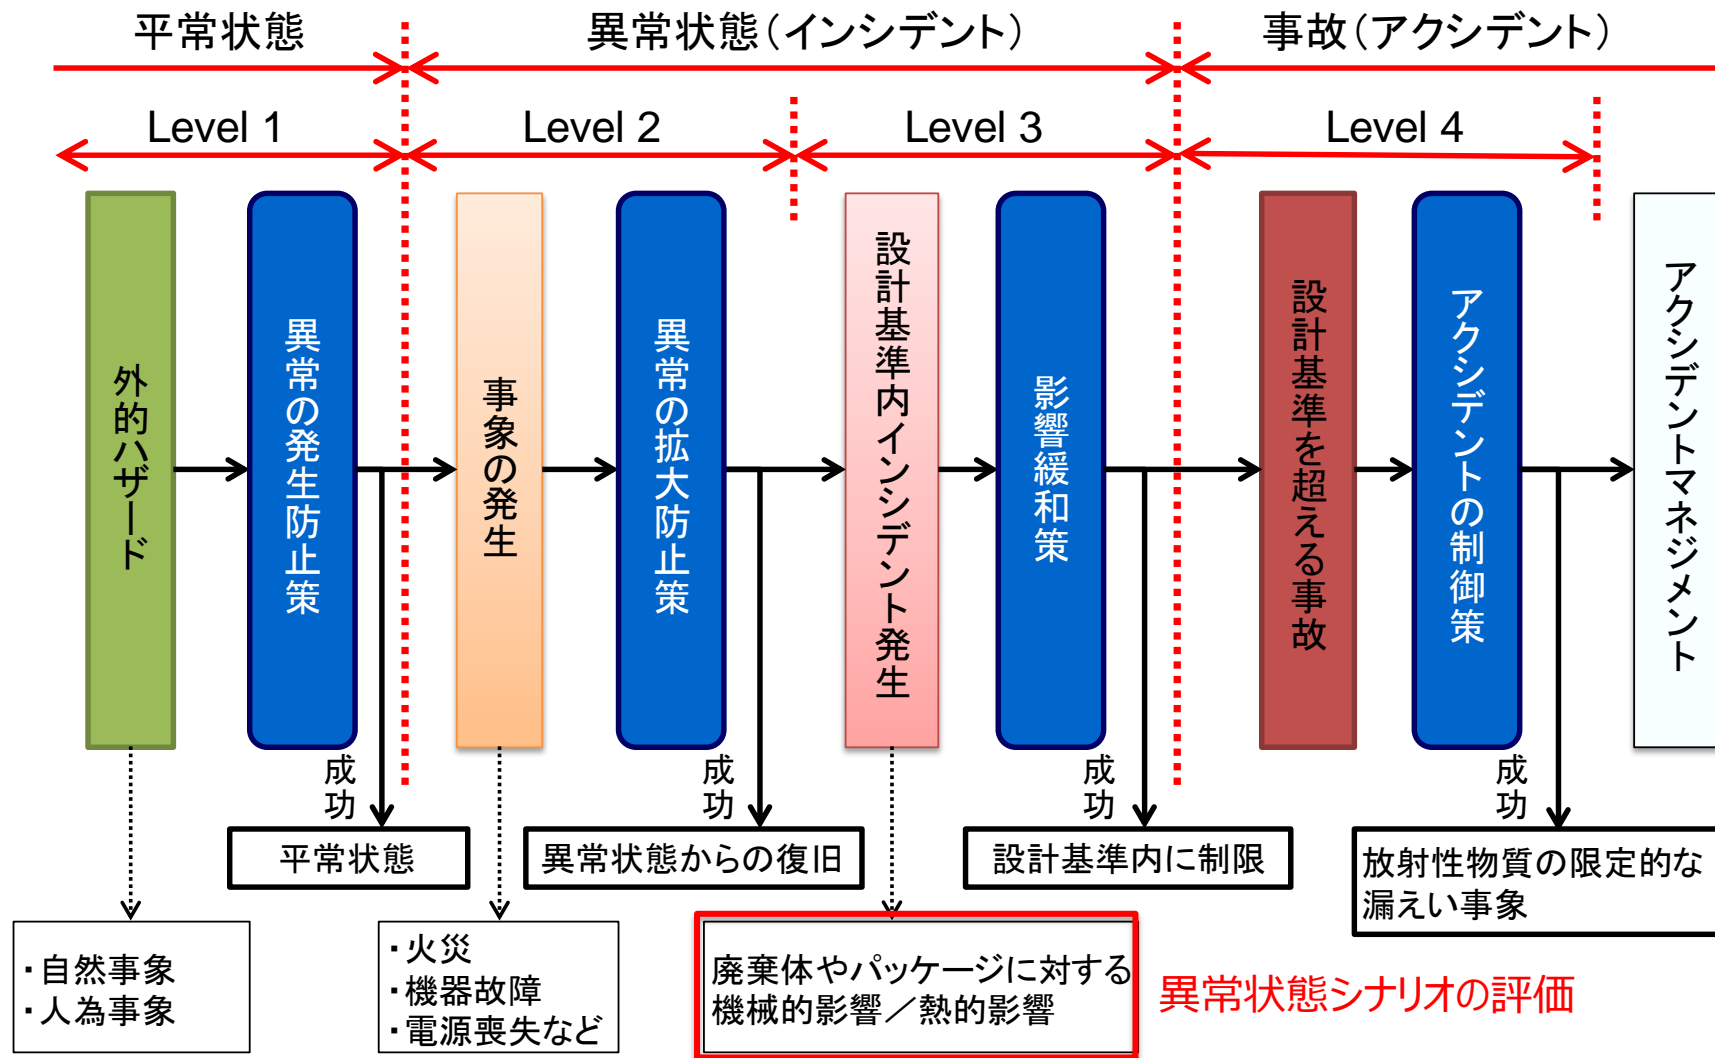 平常状態
異常状態(インシデント)
事故(アクシデント)
Level 1
Level 2
Level 3
Level 4
外的ハザード
異常の発生防止策
事象の発生
異常の拡大防止策
設計基準内インシデント発生
影響緩和策
設計基準を超える事故
アクシデントの制御策
アクシデントマネジメント
成功
成功
成功
成功
平常状態
異常状態からの復旧
設計基準内に制限
放射性物質の限定的な
漏えい事象
・自然事象
・人為事象
・火災
・機器故障
・電源喪失など
廃棄体やパッケージに対する
機械的影響/熱的影響
異常状態シナリオの評価